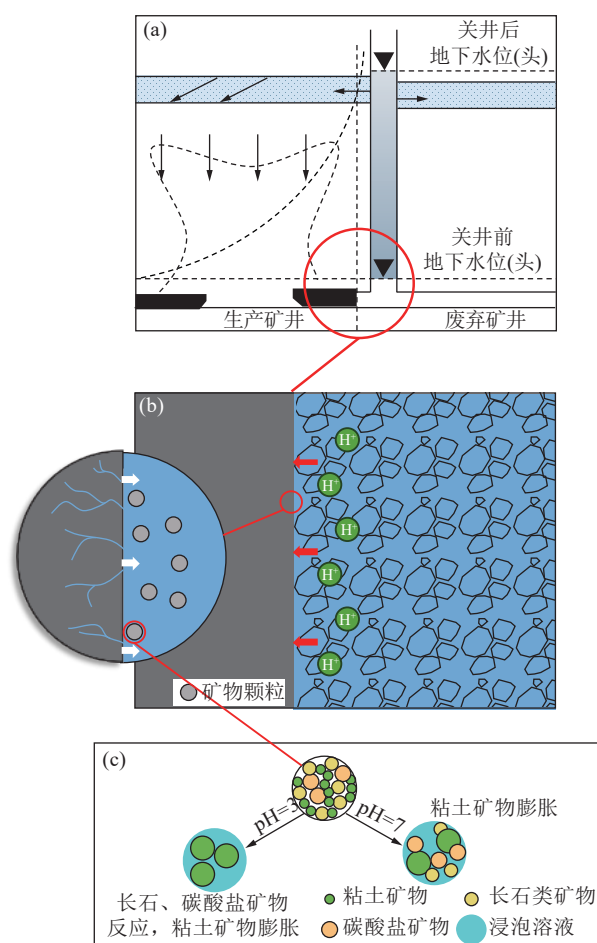 (a)
关井后
地下水位(头)
关井前
地下水位(头)
生产矿井
废弃矿井
(b)
H⁺
H⁺
H⁺
H⁺
H⁺
H⁺
矿物颗粒
(c)
pH=3
pH=7
粘土矿物膨胀
长石、碳酸盐矿物
反应，粘土矿物膨胀
粘土矿物
长石类矿物
碳酸盐矿物
浸泡溶液